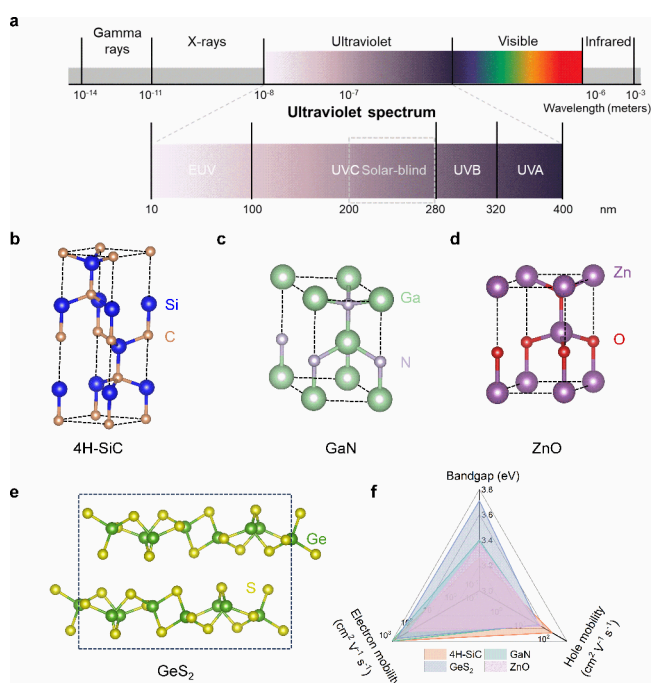 a
Gamma rays X-rays Ultraviolet Visible Infrared
10⁻¹⁴ 10⁻¹¹ 10⁻⁸ 10⁻⁷ 10⁻⁶ 10⁻³
Wavelength (meters)
Ultraviolet spectrum
EUV UVC Solar-blind UVB UVA
10 100 200 280 320 400 nm
b c d
Si
C
4H-SiC
Ga
N
GaN
Zn
O
ZnO
e
Ge
S
GeS₂
f
Bandgap (eV)
3.8
3.6
3.4
10³
10²
Electron mobility
(cm² V⁻¹ s⁻¹)
Hole mobility
(cm² V⁻¹ s⁻¹)
4H-SiC GaN
GeS₂ ZnO